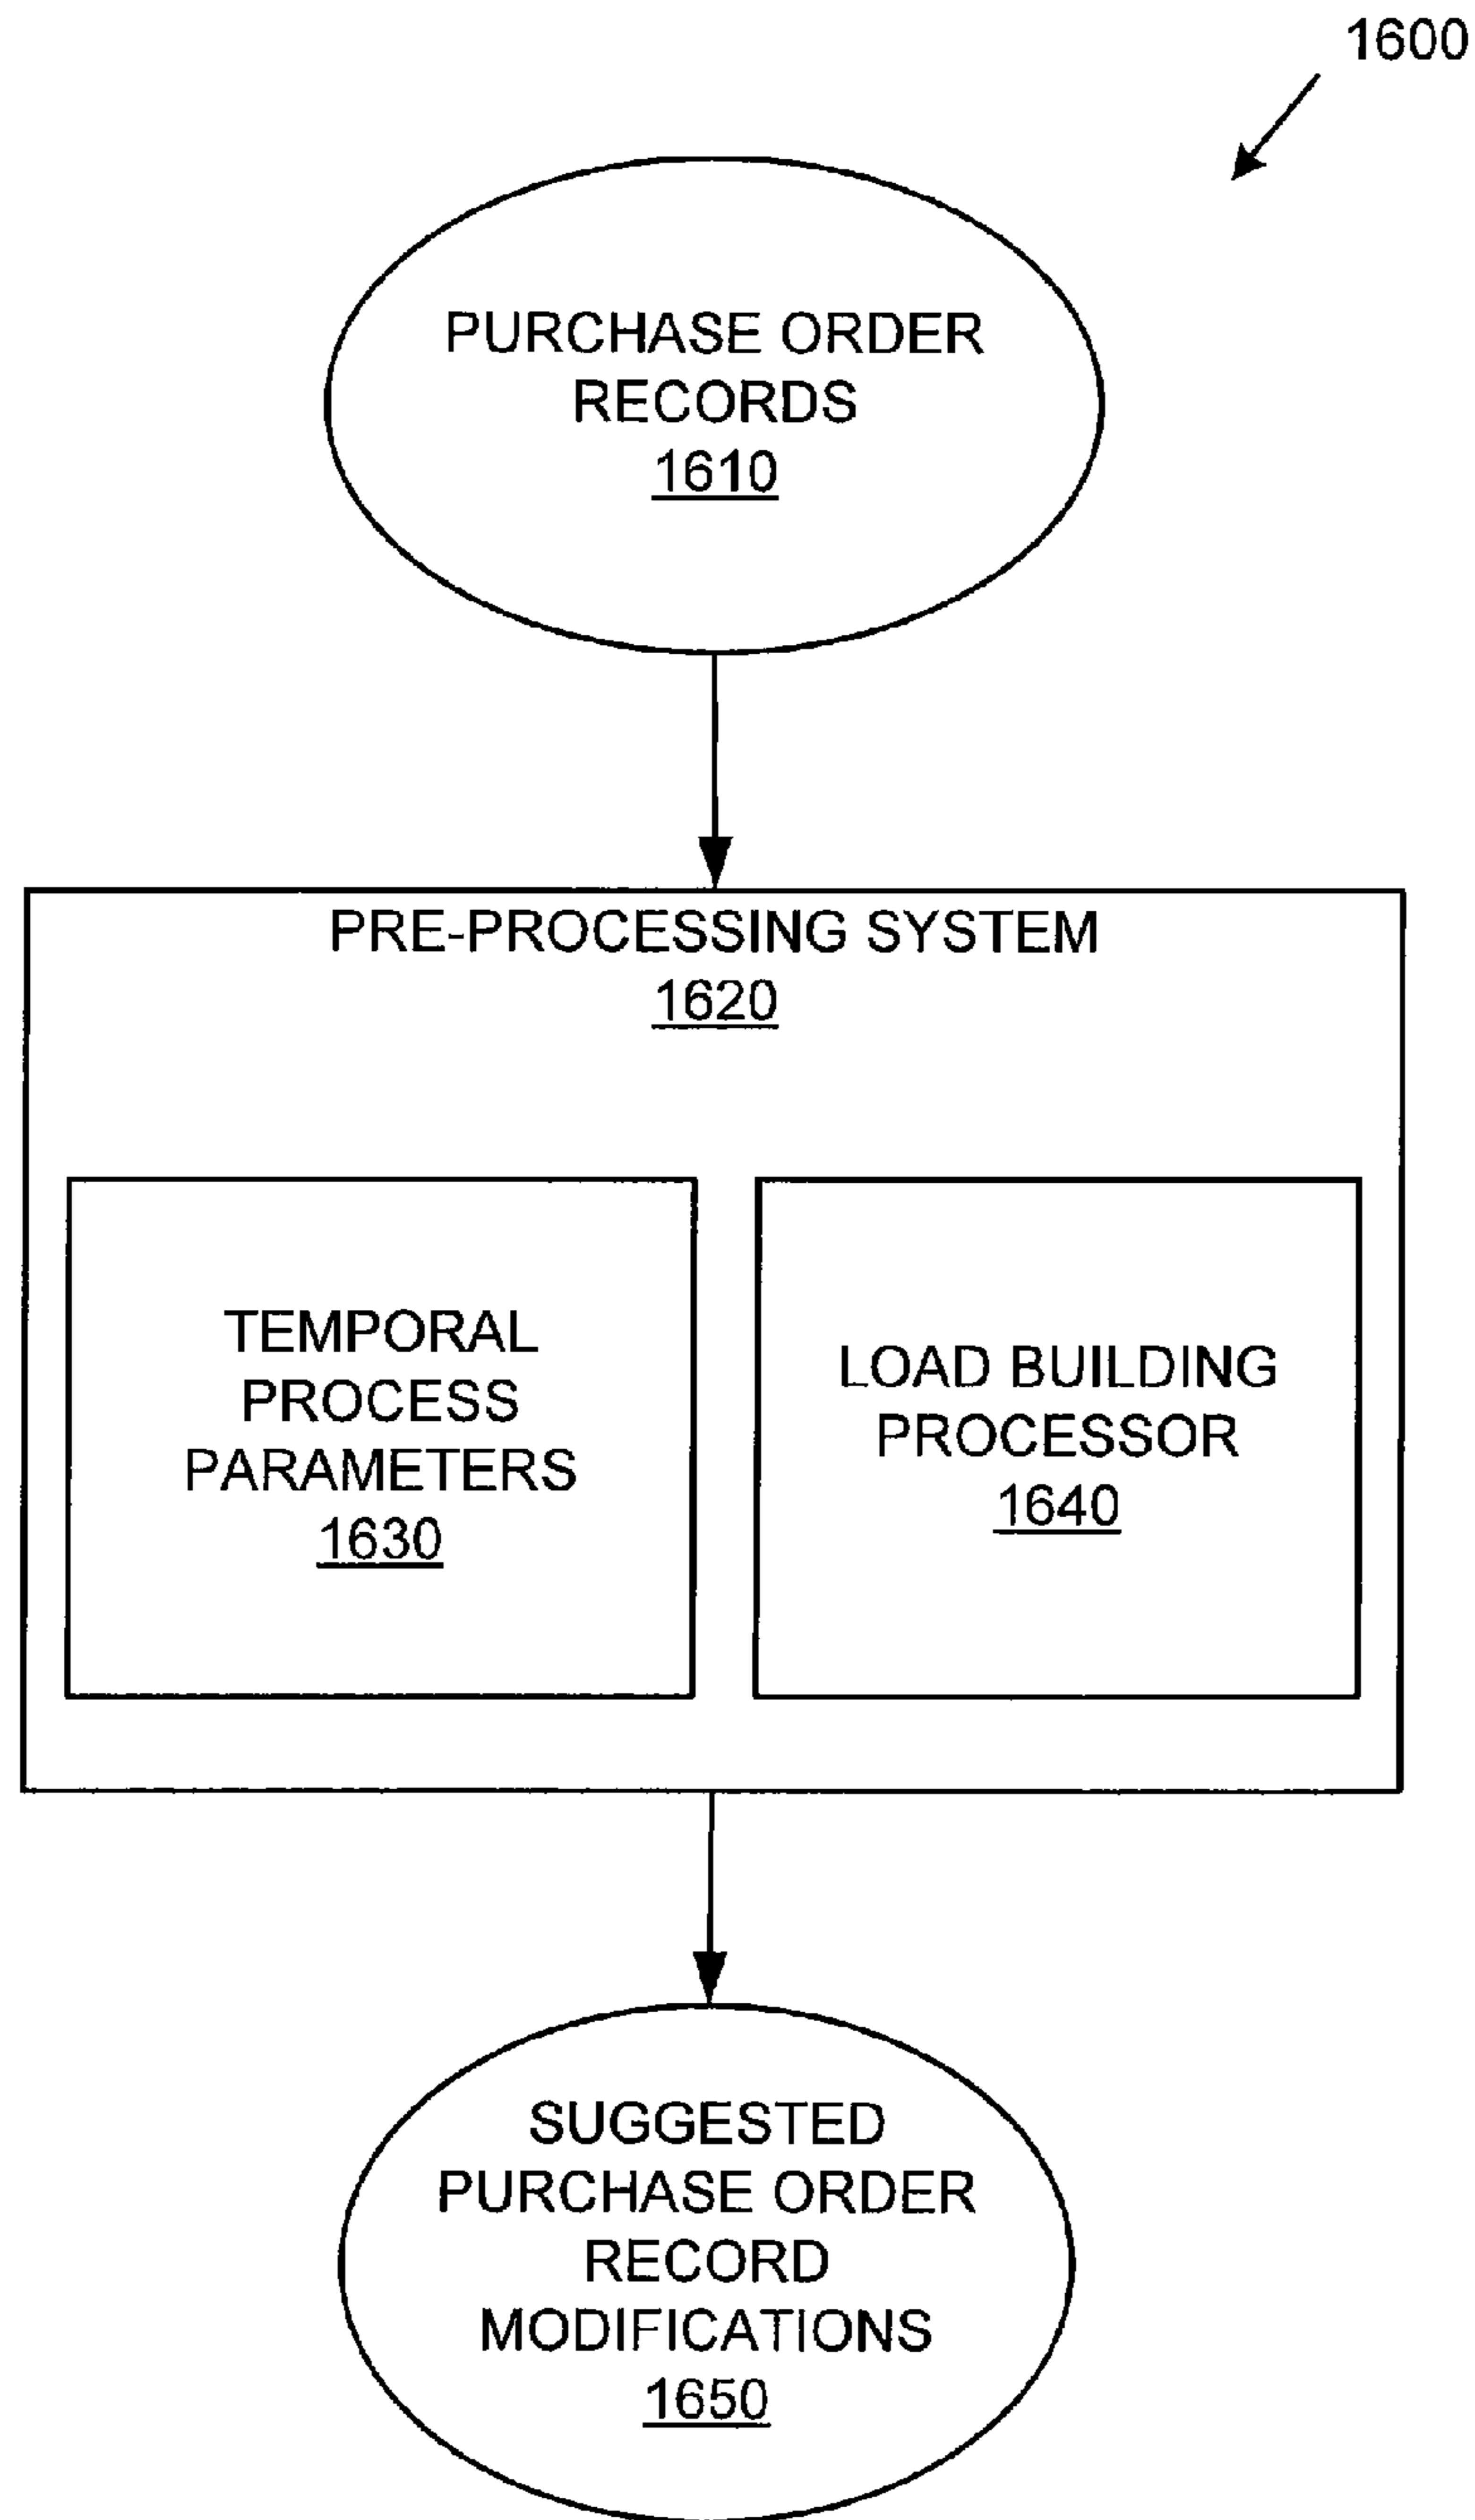 1600
PURCHASE ORDER
RECORDS
1610
PRE-PROCESSING SYSTEM
1620
TEMPORAL
PROCESS
PARAMETERS
1630
LOAD BUILDING
PROCESSOR
1640
SUGGESTED
PURCHASE ORDER
RECORD
MODIFICATIONS
1650